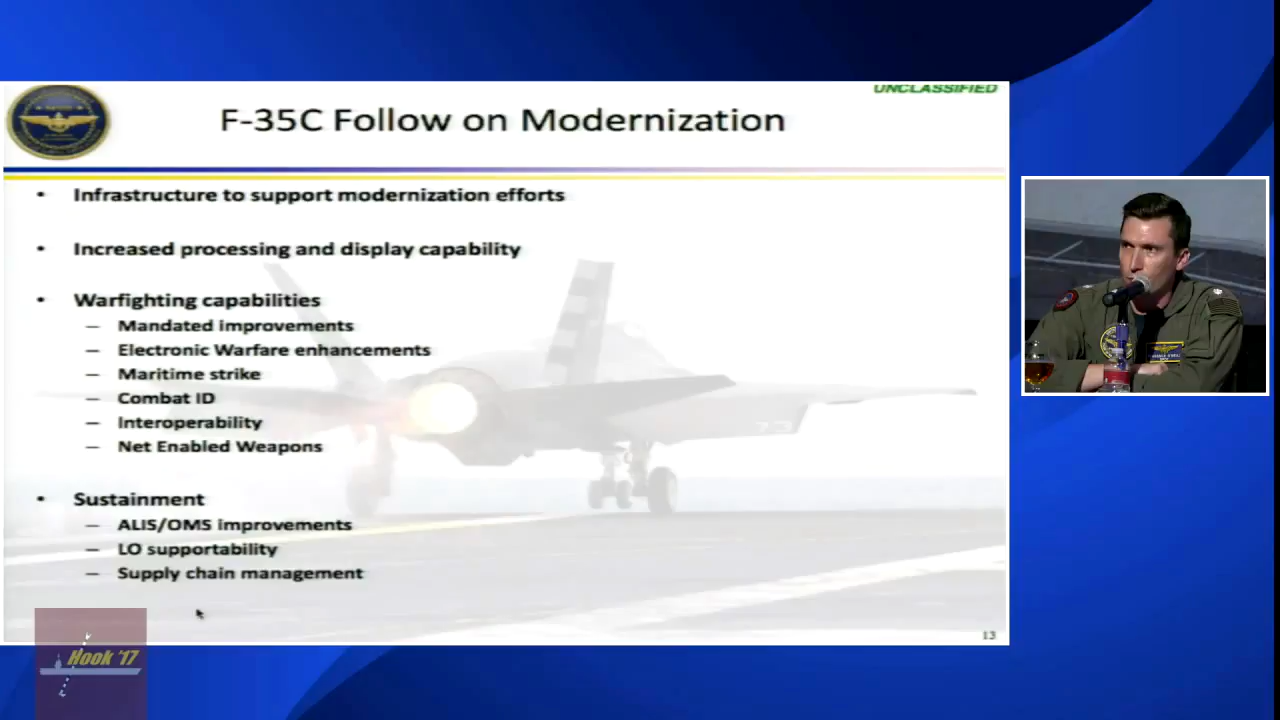 UNCLASSIFIED
F-35C Follow on Modernization
• Infrastructure to support modernization efforts
• Increased processing and display capability
• Warfighting capabilities
– Mandated improvements
– Electronic Warfare enhancements
– Maritime strike
– Combat ID
– Interoperability
– Net Enabled Weapons
• Sustainment
– ALIS/OMS improvements
– LO supportability
– Supply chain management
13
73
Hook '17